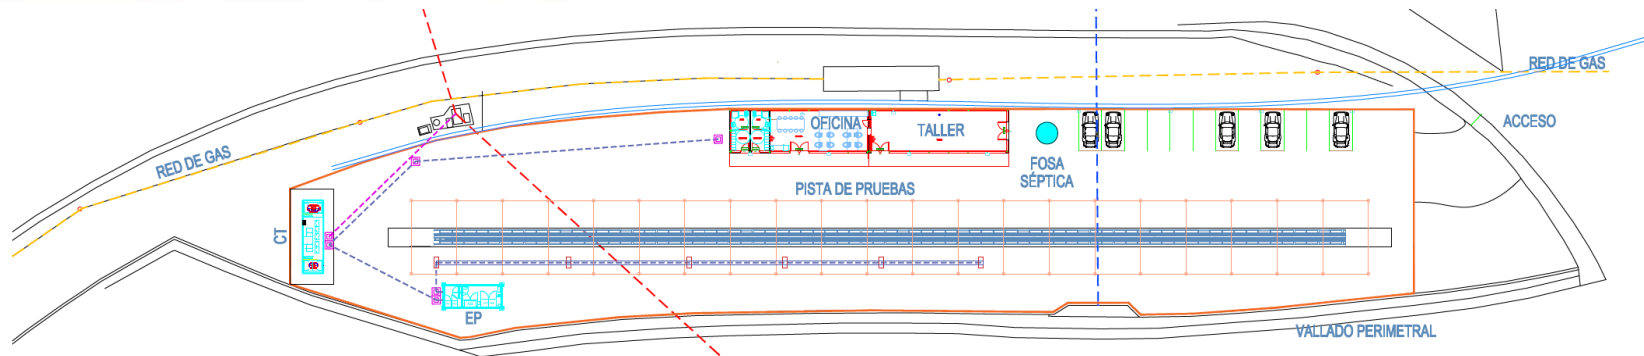 RED DE GAS
OFICINA
TALLER
ACCESO
RED DE GAS
FOSA
SÉPTICA
PISTA DE PRUEBAS
CT
EP
VALLADO PERIMETRAL